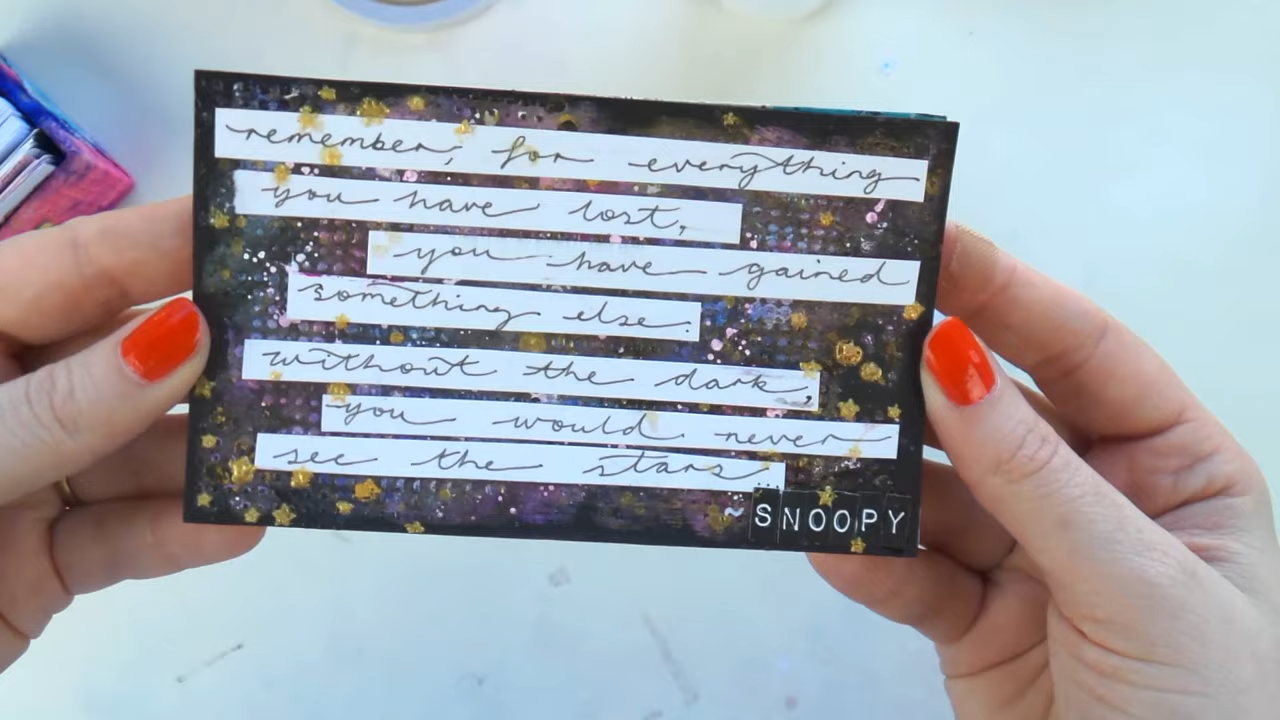 remember, for everything
you have lost,
you have gained
something else.
without the dark,
you would never
see the stars.
~ SNOOPY